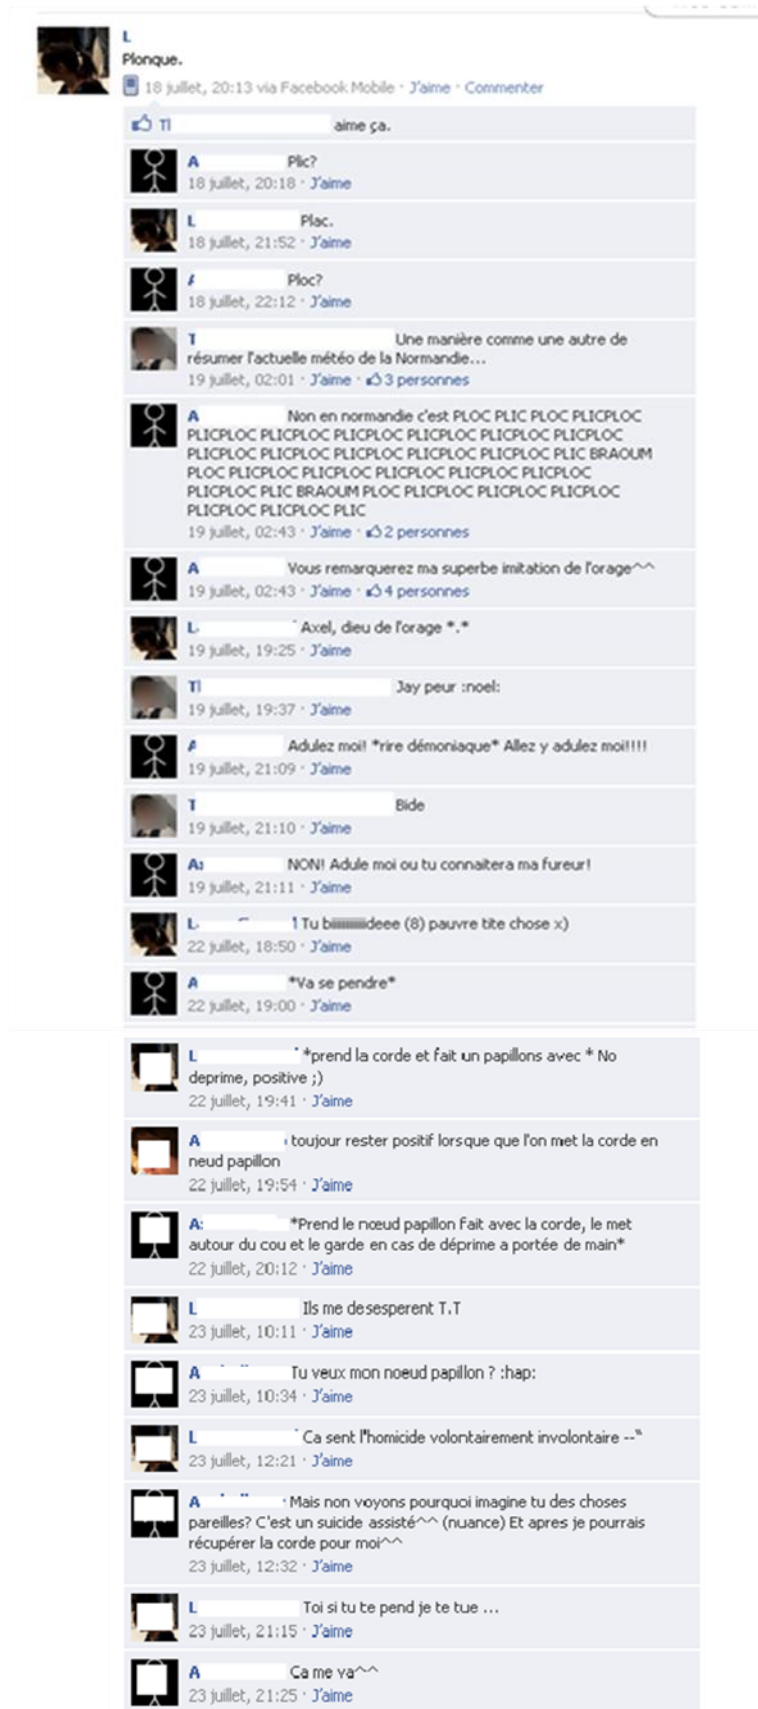 L
Plonque.
18 juillet, 20:13 via Facebook Mobile · J'aime · Commenter
Tl aime ça.
A Plic?
18 juillet, 20:18 · J'aime
L Plac.
18 juillet, 21:52 · J'aime
A Ploc?
18 juillet, 22:12 · J'aime
T Une manière comme une autre de
résumer l'actuelle météo de la Normandie...
19 juillet, 02:01 · J'aime · 3 personnes
A Non en normandie c'est PLOC PLIC PLOC PLICPLOC
PLICPLOC PLICPLOC PLICPLOC PLICPLOC PLICPLOC PLICPLOC
PLICPLOC PLICPLOC PLICPLOC PLICPLOC PLICPLOC PLIC BRAOUM
PLOC PLICPLOC PLICPLOC PLICPLOC PLICPLOC PLICPLOC
PLICPLOC PLIC BRAOUM PLOC PLICPLOC PLICPLOC PLICPLOC
PLICPLOC PLICPLOC PLIC
19 juillet, 02:43 · J'aime · 2 personnes
A Vous remarquerez ma superbe imitation de l'orage^^
19 juillet, 02:43 · J'aime · 4 personnes
L Axel, dieu de l'orage *.*
19 juillet, 19:25 · J'aime
Tl Jay peur :noel:
19 juillet, 19:37 · J'aime
A Adulez moi! *rire démoniaque* Allez y adulez moi!!!!
19 juillet, 21:09 · J'aime
T Bide
19 juillet, 21:10 · J'aime
A NON! Adule moi ou tu connaitera ma fureur!
19 juillet, 21:11 · J'aime
L Tu biiiiiiiiideee (8) pauvre tite chose x)
22 juillet, 18:50 · J'aime
A *Va se pendre*
22 juillet, 19:00 · J'aime
L *prend la corde et fait un papillons avec * No
deprime, positive ;)
22 juillet, 19:41 · J'aime
A toujour rester positif lorsque que l'on met la corde en
neud papillon
22 juillet, 19:54 · J'aime
A *Prend le nœud papillon fait avec la corde, le met
autour du cou et le garde en cas de déprime a portée de main*
22 juillet, 20:12 · J'aime
L Ils me desesperent T.T
23 juillet, 10:11 · J'aime
A Tu veux mon noeud papillon ? :hap:
23 juillet, 10:34 · J'aime
L Ca sent l'homicide volontairement involontaire --"
23 juillet, 12:21 · J'aime
A Mais non voyons pourquoi imagine tu des choses
pareilles? C'est un suicide assisté^^ (nuance) Et apres je pourrais
récupérer la corde pour moi^^
23 juillet, 12:32 · J'aime
L Toi si tu te pend je te tue ...
23 juillet, 21:15 · J'aime
A Ca me va^^
23 juillet, 21:25 · J'aime